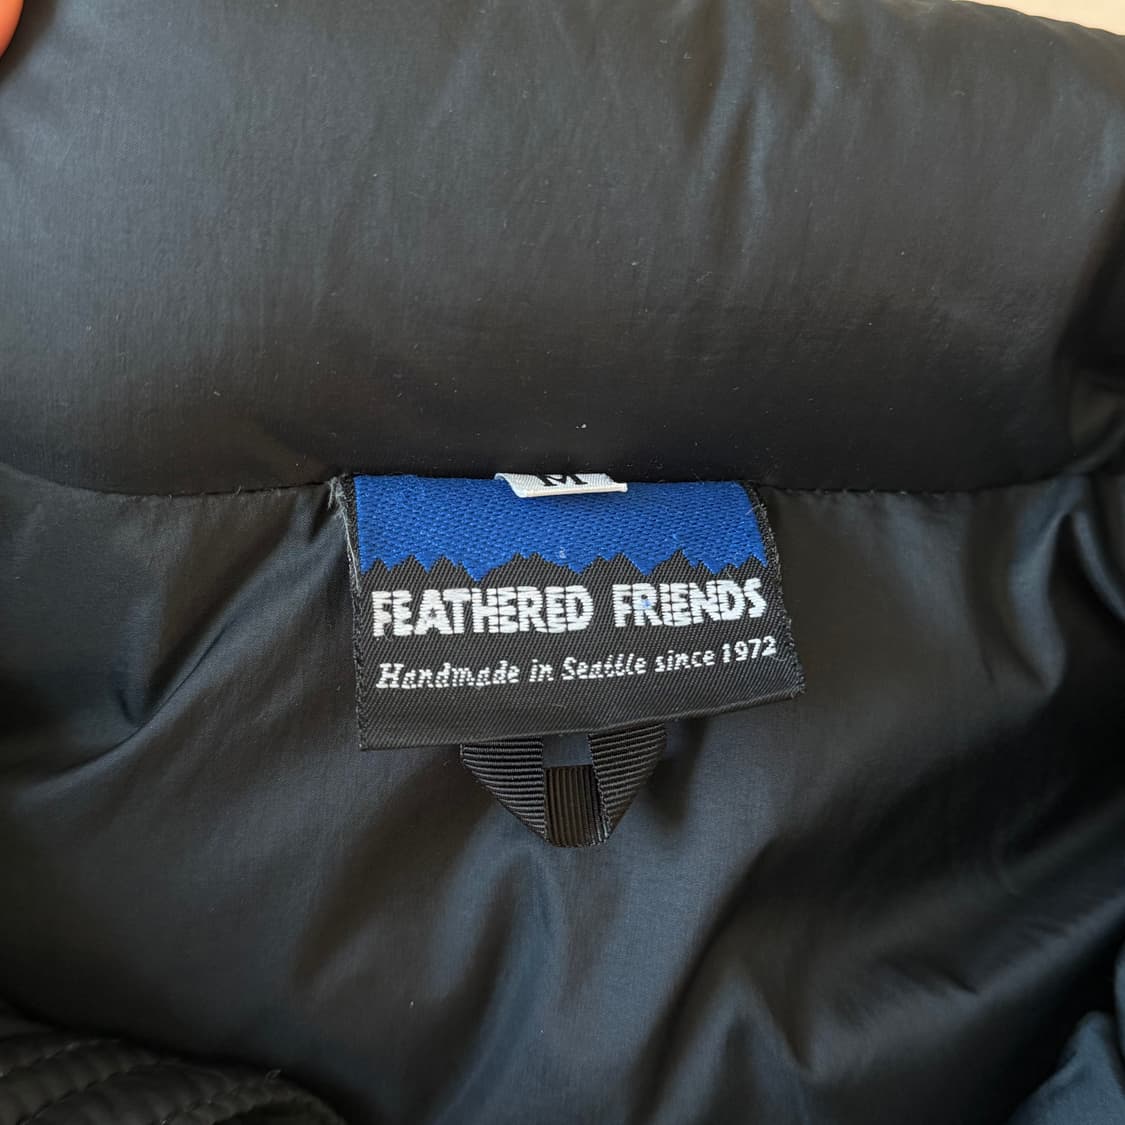 M
FEATHERED FRIENDS
Handmade in Seattle since 1972